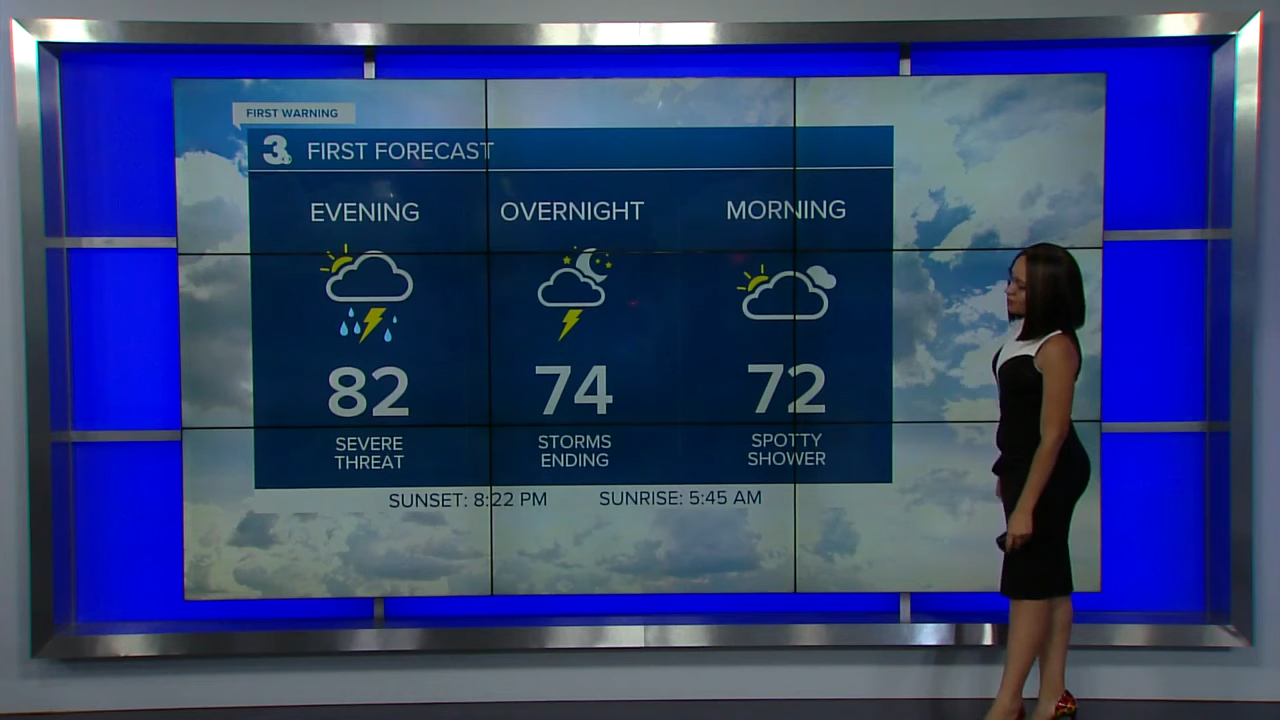 FIRST WARNING
3 FIRST FORECAST
EVENING OVERNIGHT MORNING
82 74 72
SEVERE THREAT
STORMS ENDING
SPOTTY SHOWER
SUNSET: 8:22 PM SUNRISE: 5:45 AM